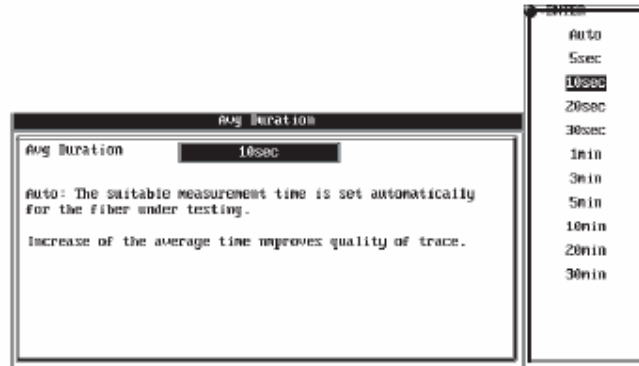 Avg Duration
Avg Duration 10sec
Auto: The suitable measurement time is set automatically
for the fiber under testing.
Increase of the average time improves quality of trace.
ENTER
Auto
5sec
10sec
20sec
30sec
1min
3min
5min
10min
20min
30min